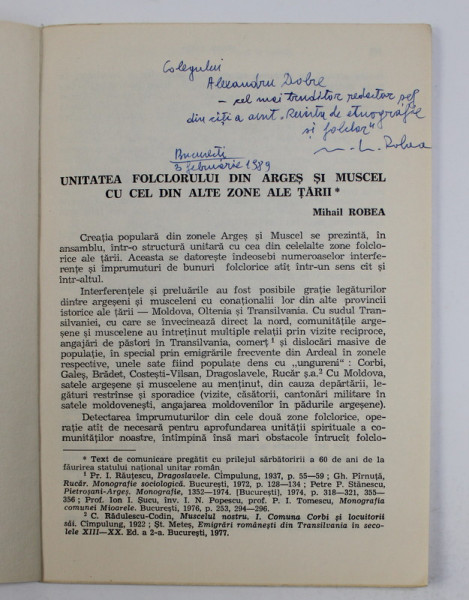 Colegului
Alexandru Dobre
— cel mai truditor redactor șef
din cîți a avut „Revista de etnografie
și folclor"
București
3 februarie 1989
M. M. Robea
UNITATEA FOLCLORULUI DIN ARGEȘ ȘI MUSCEL
CU CEL DIN ALTE ZONE ALE ȚĂRII*
Mihail Robea
Creația populară din zonele Argeș și Muscel se prezintă, în
ansamblu, într-o structură unitară cu cea din celelalte zone folclo-
rice ale țării. Aceasta se datorește îndeosebi numeroaselor interfe-
rențe și împrumuturi de bunuri folclorice atît într-un sens cît și
într-altul.
Interferențele și preluările au fost posibile grație legăturilor
dintre argeșeni și musceleni cu conaționalii lor din alte provincii
istorice ale țării — Moldova, Oltenia și Transilvania. Cu sudul Tran-
silvaniei, cu care se învecinează direct la nord, comunitățile arge-
șene și muscelene au întreținut multiple relații prin vizite reciproce,
angajări de păstori în Transilvania, comerț 1 și dislocări masive de
populație, în special prin emigrările frecvente din Ardeal în zonele
respective, unele sate fiind populate dens cu „ungureni" : Corbi,
Galeș, Brădet, Costești-Vîlsan, Dragoslavele, Rucăr ș.a.2 Cu Moldova,
satele argeșene și muscelene au menținut, din cauza depărtării, le-
gături restrînse și sporadice (vizite, căsătorii, cantonări militare în
satele moldovenești, angajarea moldovenilor în pădurile argeșene).
Detectarea împrumuturilor din cele două zone folclorice, ope-
rație atît de necesară pentru aprofundarea unității spirituale a co-
munităților noastre, întîmpină însă mari obstacole întrucît folclo-
* Text de comunicare pregătit cu prilejul sărbătoririi a 60 de ani de la
făurirea statului național unitar român
1 Pr. I. Răuțescu, Dragoslavele, Cîmpulung, 1937, p. 55—59 ; Gh. Pîrnuță,
Rucăr. Monografie sociologică. București, 1972, p. 128—134 ; Petre P. Stănescu,
Pietroșani-Argeș. Monografie, 1352—1974. [București], 1974, p. 318—321, 355—
356 ; Prof. Ion I. Șucu, inv. I. N. Popescu, prof. P. I. Tomescu, Monografia
comunei Mioarele. București, 1976, p. 253, 294—296.
2 C. Rădulescu-Codin, Muscelul nostru, I. Comuna Corbi și locuitorii
săi. Cîmpulung, 1922 ; Șt. Meteș, Emigrări românești din Transilvania în seco-
lele XIII—XX. Ed. a 2-a. București, 1977.